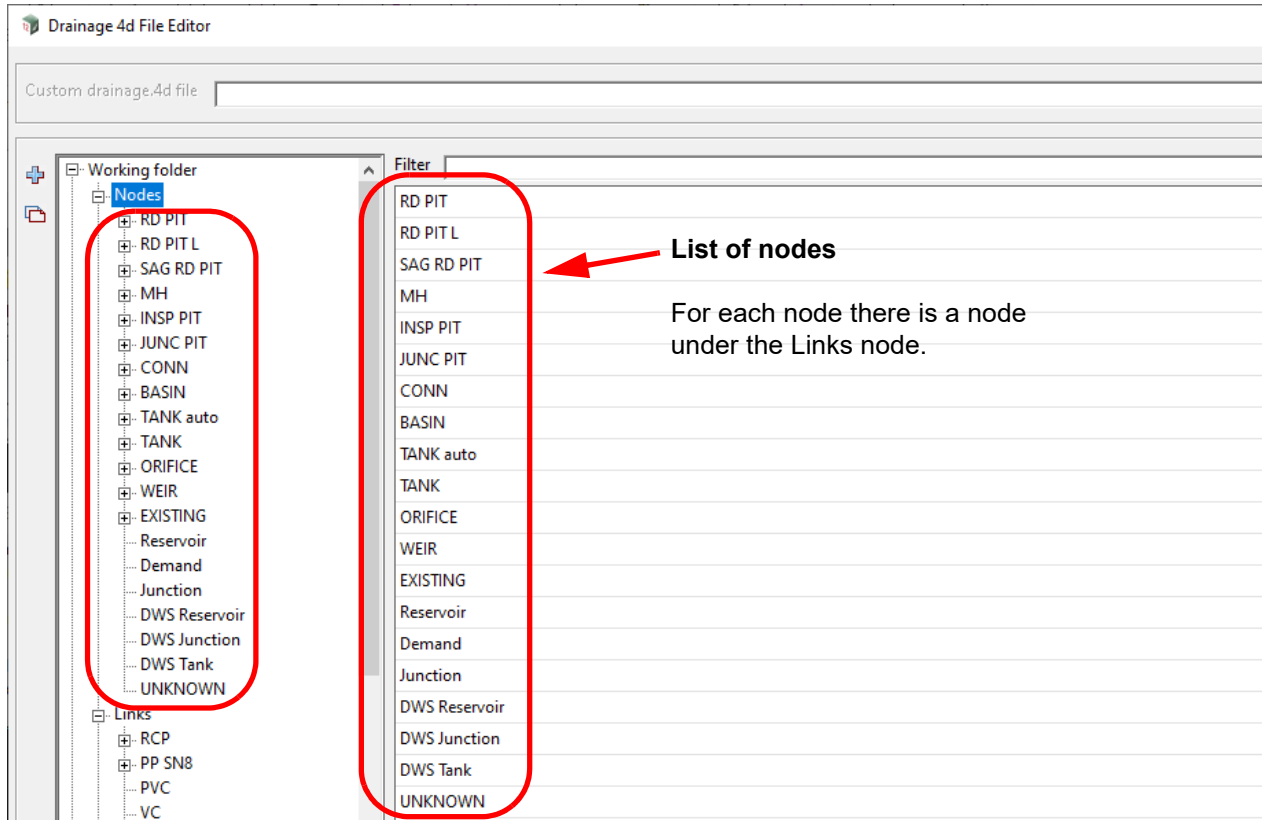 Drainage 4d File Editor
Custom drainage.4d file
Working folder
Nodes
RD PIT
RD PIT L
SAG RD PIT
MH
INSP PIT
JUNC PIT
CONN
BASIN
TANK auto
TANK
ORIFICE
WEIR
EXISTING
Reservoir
Demand
Junction
DWS Reservoir
DWS Junction
DWS Tank
UNKNOWN
Links
RCP
PP SN8
PVC
VC
Filter
RD PIT
RD PIT L
SAG RD PIT
MH
INSP PIT
JUNC PIT
CONN
BASIN
TANK auto
TANK
ORIFICE
WEIR
EXISTING
Reservoir
Demand
Junction
DWS Reservoir
DWS Junction
DWS Tank
UNKNOWN
List of nodes
For each node there is a node
under the Links node.